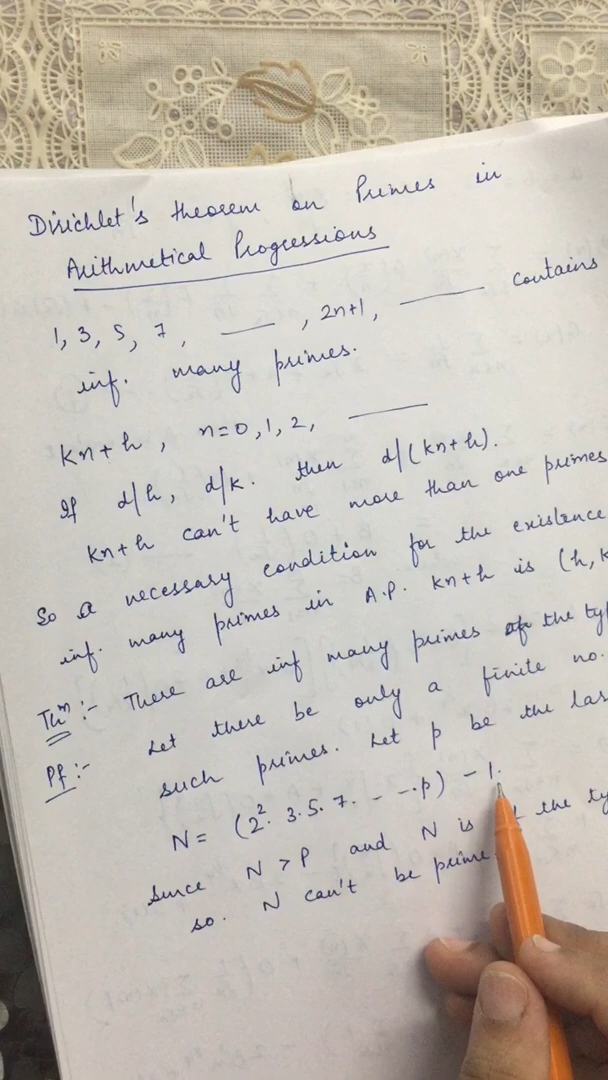 Dirichlet's theorem on Primes in
Arithmetical Progressions
1, 3, 5, 7, —— , 2n+1, —— contains
inf. many primes.
Kn+h, n=0,1,2, ——
If d/h, d/k. then d/(kn+h).
Kn+h can't have more than one primes
So a necessary condition for the existence
inf. many primes in A.P. Kn+h is (h, k
Thm :- There are inf many primes of the ty
Pf :- Let there be only a finite no.
such primes. Let p be the las
N = (2². 3.5.7. - - -.p) - 1.
Since N > P and N is the ty
so. N can't be prime.